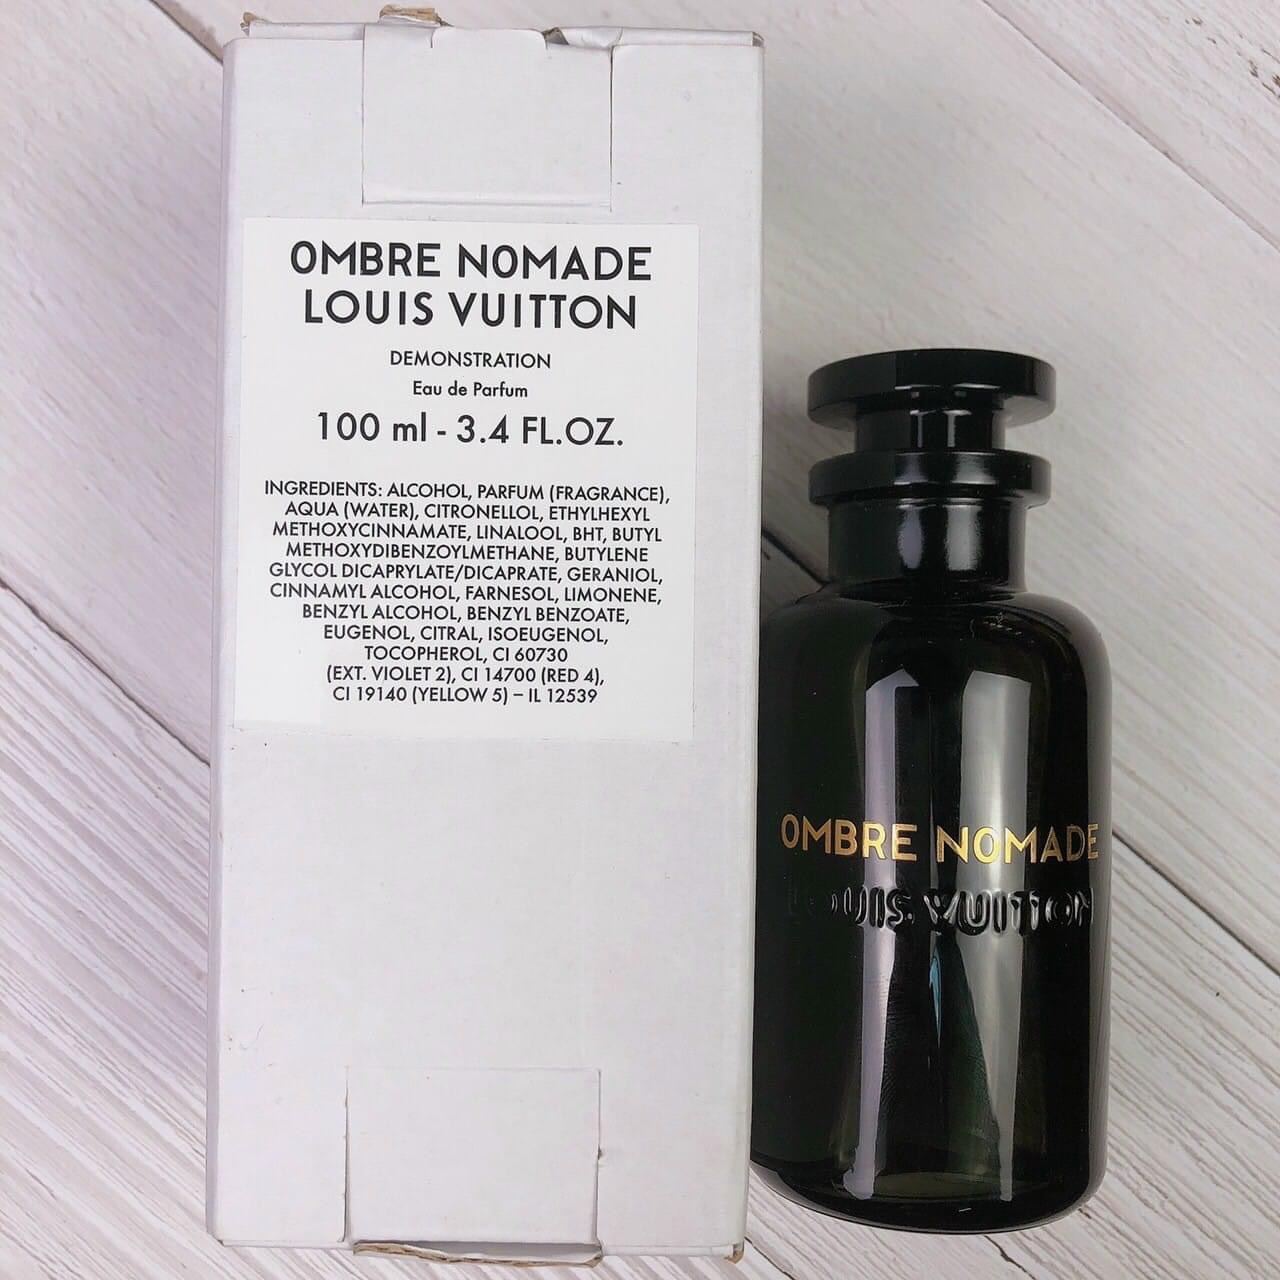 OMBRE NOMADE
LOUIS VUITTON
DEMONSTRATION
Eau de Parfum
100 ml - 3.4 FL.OZ.
INGREDIENTS: ALCOHOL, PARFUM (FRAGRANCE),
AQUA (WATER), CITRONELLOL, ETHYLHEXYL
METHOXYCINNAMATE, LINALOOL, BHT, BUTYL
METHOXYDIBENZOYLMETHANE, BUTYLENE
GLYCOL DICAPRYLATE/DICAPRATE, GERANIOL,
CINNAMYL ALCOHOL, FARNESOL, LIMONENE,
BENZYL ALCOHOL, BENZYL BENZOATE,
EUGENOL, CITRAL, ISOEUGENOL,
TOCOPHEROL, CI 60730
(EXT. VIOLET 2), CI 14700 (RED 4),
CI 19140 (YELLOW 5) – IL 12539
OMBRE NOMADE
LOUIS VUITTON